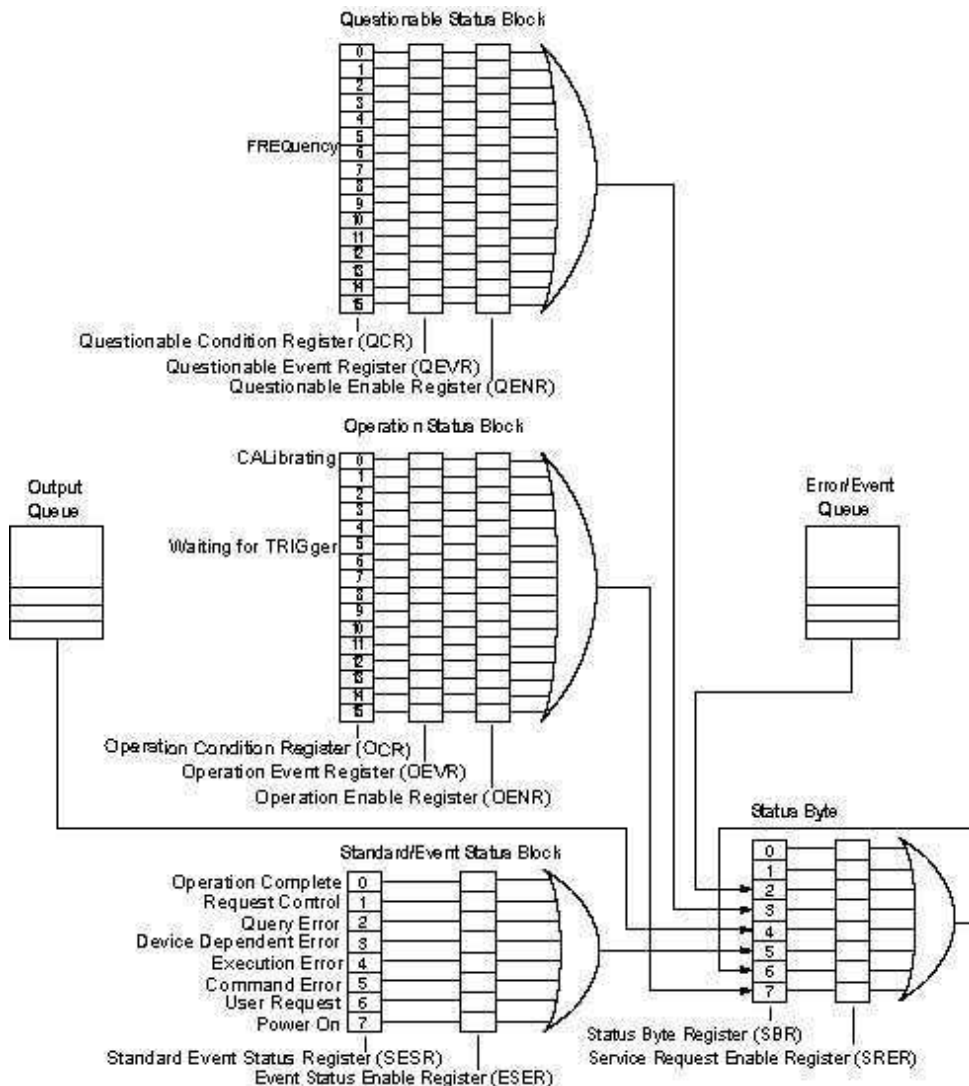 Questionable Status Block
0
1
2
3
4
5
FREQuency 6
7
8
9
10
11
12
13
14
15
Questionable Condition Register (QCR)
Questionable Event Register (QEVR)
Questionable Enable Register (QENR)
Operation Status Block
CALibrating 0
1
2
3
4
Waiting for TRIGger 5
6
7
8
9
10
11
12
13
14
15
Operation Condition Register (OCR)
Operation Event Register (OEVR)
Operation Enable Register (OENR)
Output
Queue
Error/Event
Queue
Standard/Event Status Block
Operation Complete 0
Request Control 1
Query Error 2
Device Dependent Error 3
Execution Error 4
Command Error 5
User Request 6
Power On 7
Standard Event Status Register (SESR)
Event Status Enable Register (ESER)
Status Byte
0
1
2
3
4
5
6
7
Status Byte Register (SBR)
Service Request Enable Register (SRER)